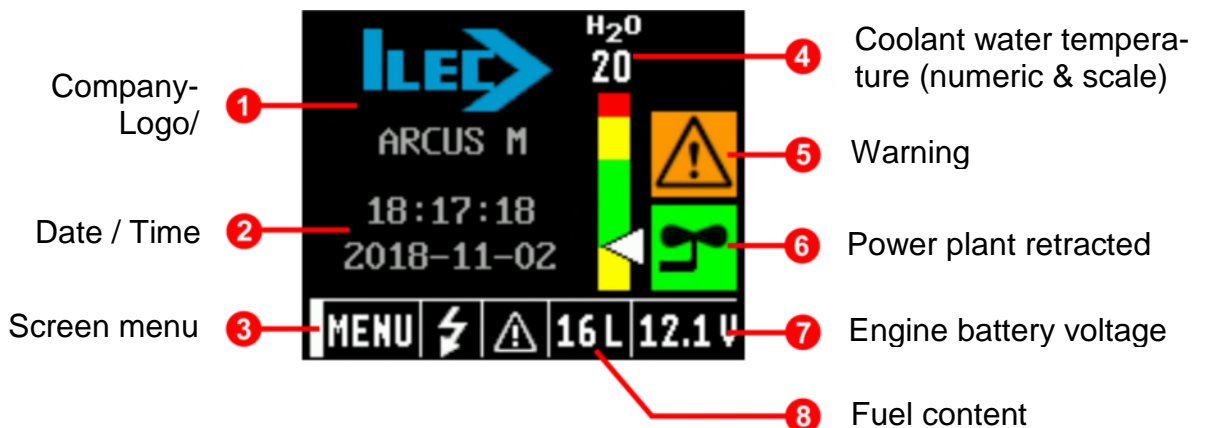 Company-
Logo/
1
Date / Time
2
Screen menu
3
ILEC
ARCUS M
18:17:18
2018-11-02
H2O
20
MENU
16L
12.1V
4
Coolant water tempera-
ture (numeric & scale)
5
Warning
6
Power plant retracted
7
Engine battery voltage
8
Fuel content